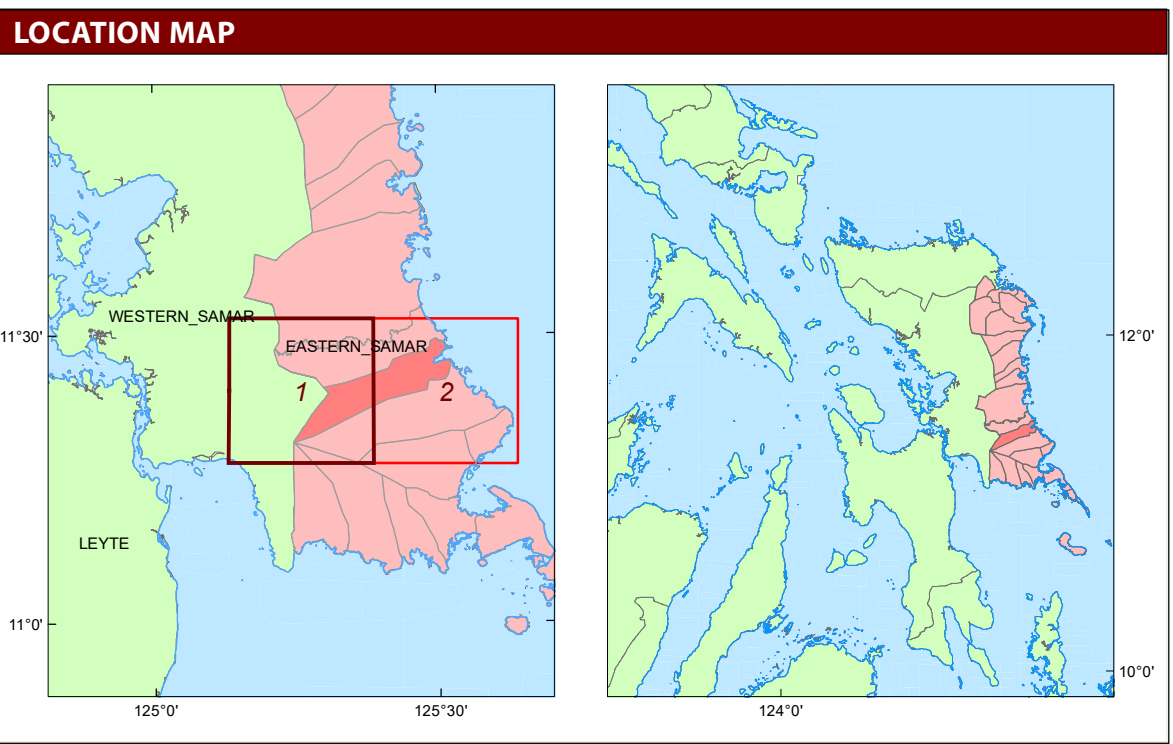 LOCATION MAP
WESTERN_SAMAR
11°30'
EASTERN_SAMAR
1
2
LEYTE
11°0'
125°0'
125°30'
12°0'
10°0'
124°0'